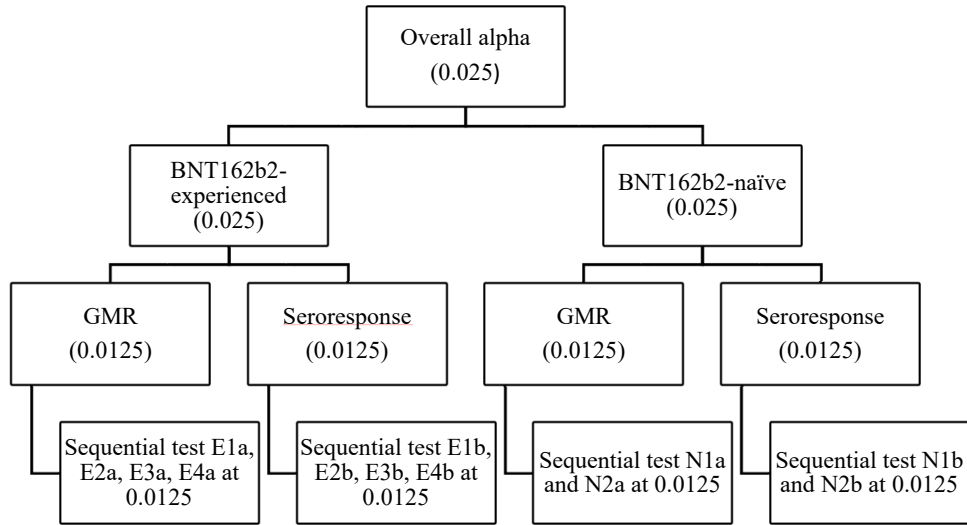 Overall alpha
(0.025)
BNT162b2-
experienced
(0.025)
BNT162b2-naïve
(0.025)
GMR
(0.0125)
Seroresponse
(0.0125)
GMR
(0.0125)
Seroresponse
(0.0125)
Sequential test E1a,
E2a, E3a, E4a at
0.0125
Sequential test E1b,
E2b, E3b, E4b at
0.0125
Sequential test N1a
and N2a at 0.0125
Sequential test N1b
and N2b at 0.0125